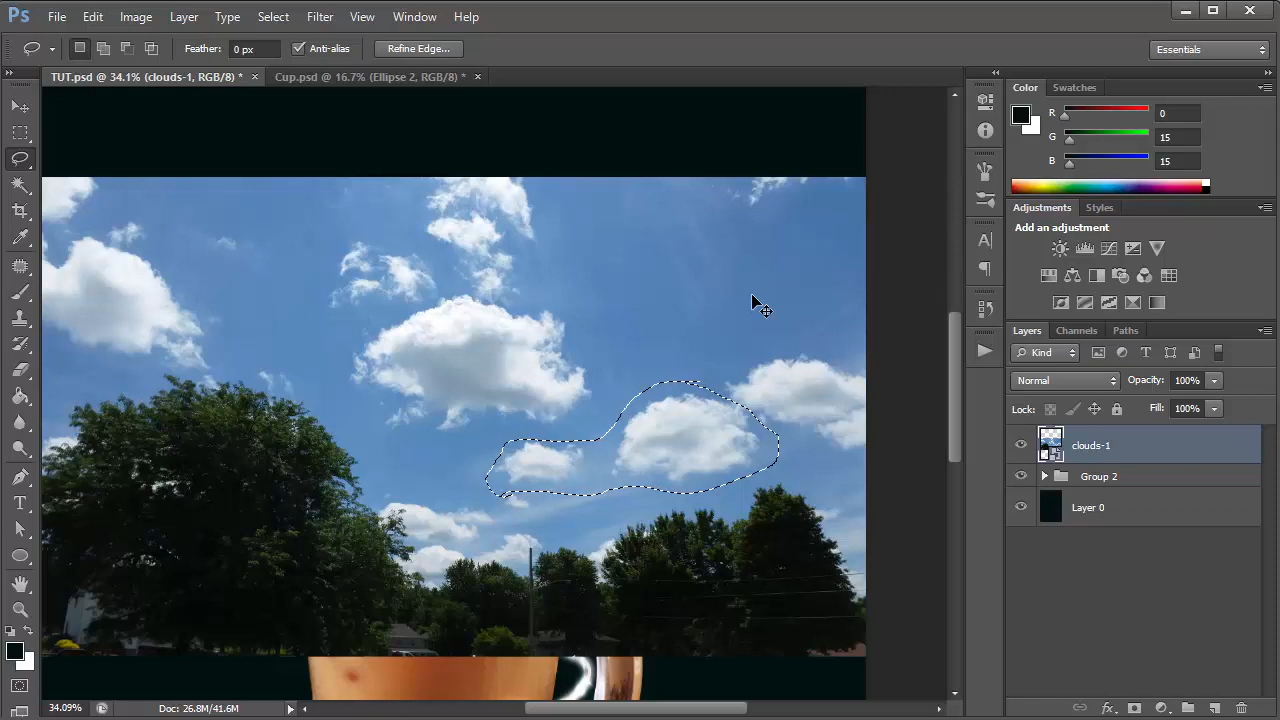 Ps File Edit Image Layer Type Select Filter View Window Help
Feather: 0 px Anti-alias Refine Edge... Essentials
TUT.psd @ 34.1% (clouds-1, RGB/8) * × Cup.psd @ 16.7% (Ellipse 2, RGB/8) * ×
Color Swatches
R 0
G 15
B 15
Adjustments Styles
Add an adjustment
Layers Channels Paths
Kind
Normal Opacity: 100%
Lock: Fill: 100%
clouds-1
Group 2
Layer 0
34.09% Doc: 26.8M/41.6M